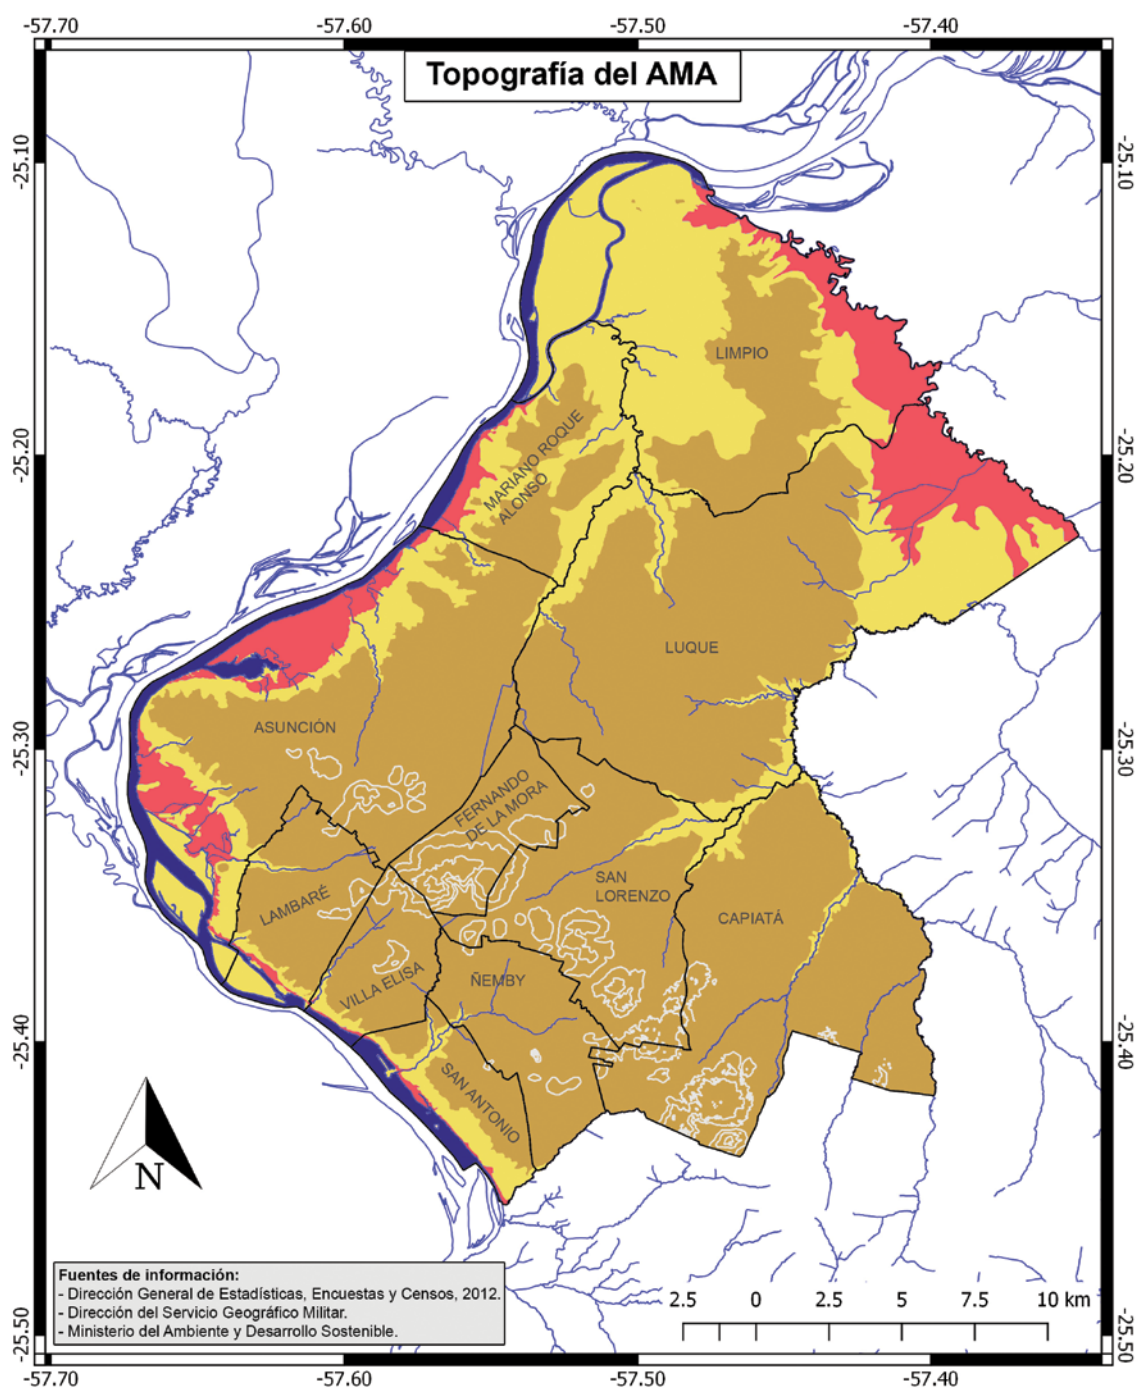 -57.70
-57.60
-57.50
-57.40
Topografía del AMA
-25.10
-25.10
LIMPIO
-25.20
-25.20
MARIANO ROQUE
ALONSO
LUQUE
ASUNCIÓN
-25.30
-25.30
FERNANDO
DE LA MORA
SAN
LORENZO
LAMBARÉ
CAPIATÁ
VILLA ELISA
ÑEMBY
-25.40
-25.40
SAN ANTONIO
N
Fuentes de información:
- Dirección General de Estadísticas, Encuestas y Censos, 2012.
- Dirección del Servicio Geográfico Militar.
- Ministerio del Ambiente y Desarrollo Sostenible.
2.5 0 2.5 5 7.5 10 km
-25.50
-25.50
-57.70
-57.60
-57.50
-57.40